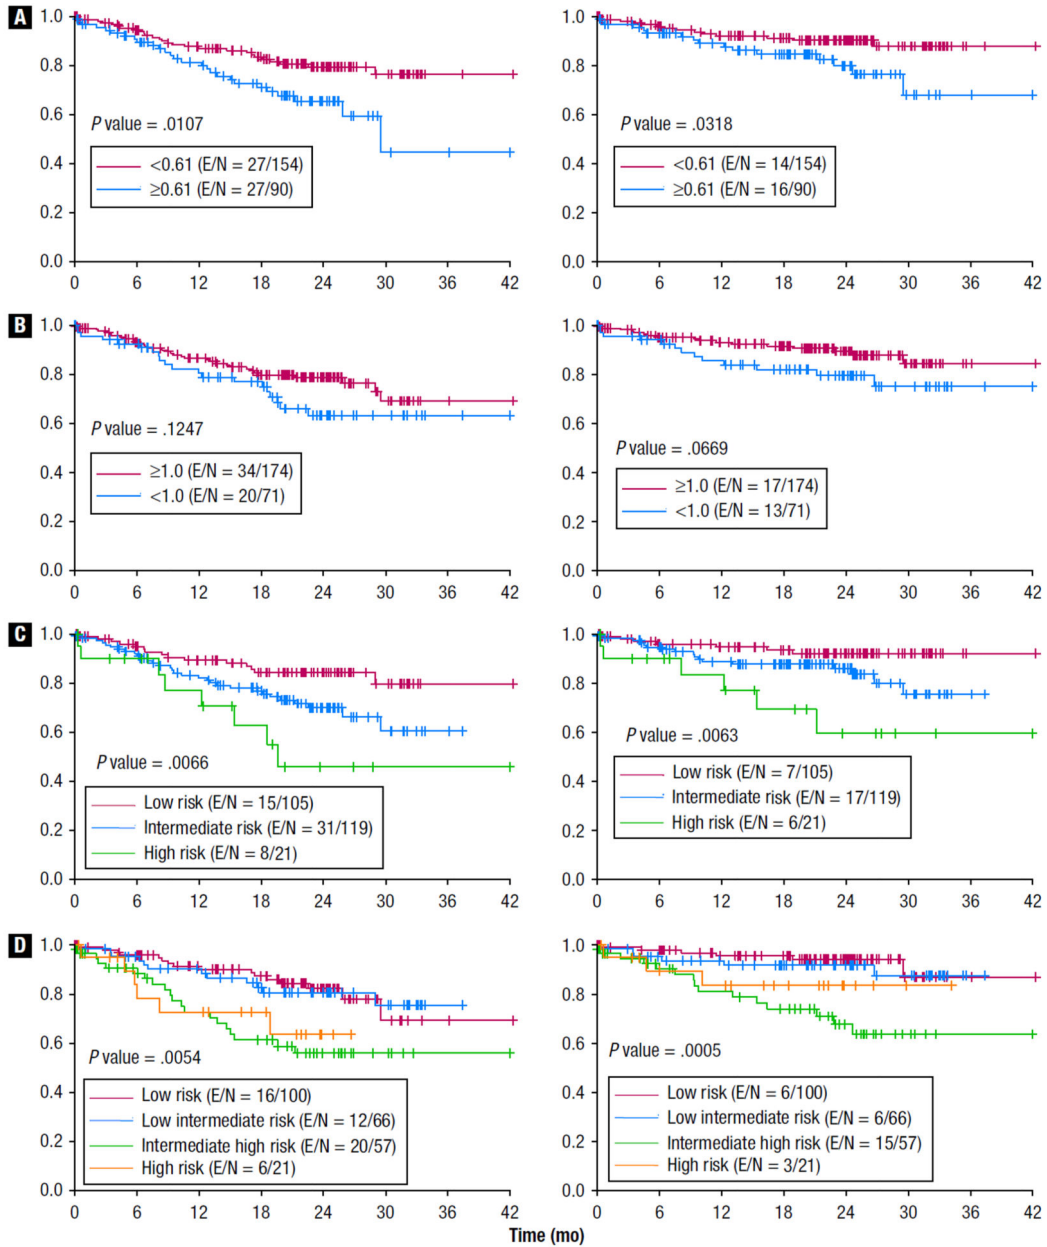 A
1.0
0.8
0.6
0.4
0.2
0.0
P value = .0107
<0.61 (E/N = 27/154)
≥0.61 (E/N = 27/90)
0 6 12 18 24 30 36 42
1.0
0.8
0.6
0.4
0.2
0.0
P value = .0318
<0.61 (E/N = 14/154)
≥0.61 (E/N = 16/90)
0 6 12 18 24 30 36 42
B
1.0
0.8
0.6
0.4
0.2
0.0
P value = .1247
≥1.0 (E/N = 34/174)
<1.0 (E/N = 20/71)
0 6 12 18 24 30 36 42
1.0
0.8
0.6
0.4
0.2
0.0
P value = .0669
≥1.0 (E/N = 17/174)
<1.0 (E/N = 13/71)
0 6 12 18 24 30 36 42
C
1.0
0.8
0.6
0.4
0.2
0.0
P value = .0066
Low risk (E/N = 15/105)
Intermediate risk (E/N = 31/119)
High risk (E/N = 8/21)
0 6 12 18 24 30 36 42
1.0
0.8
0.6
0.4
0.2
0.0
P value = .0063
Low risk (E/N = 7/105)
Intermediate risk (E/N = 17/119)
High risk (E/N = 6/21)
0 6 12 18 24 30 36 42
D
1.0
0.8
0.6
0.4
0.2
0.0
P value = .0054
Low risk (E/N = 16/100)
Low intermediate risk (E/N = 12/66)
Intermediate high risk (E/N = 20/57)
High risk (E/N = 6/21)
0 6 12 18 24 30 36 42
1.0
0.8
0.6
0.4
0.2
0.0
P value = .0005
Low risk (E/N = 6/100)
Low intermediate risk (E/N = 6/66)
Intermediate high risk (E/N = 15/57)
High risk (E/N = 3/21)
0 6 12 18 24 30 36 42
Time (mo)